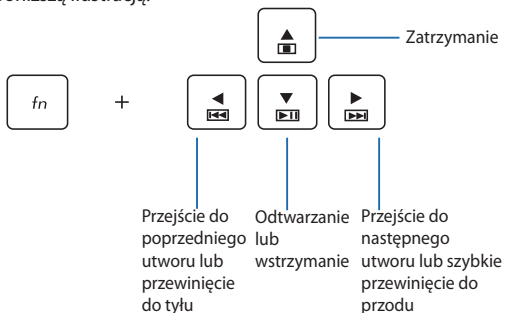 Zatrzymanie
fn
+
Przejście do
poprzedniego
utworu lub
przewinięcie
do tyłu
Odtwarzanie
lub
wstrzymanie
Przejście do
następnego
utworu lub szybkie
przewinięcie do
przodu